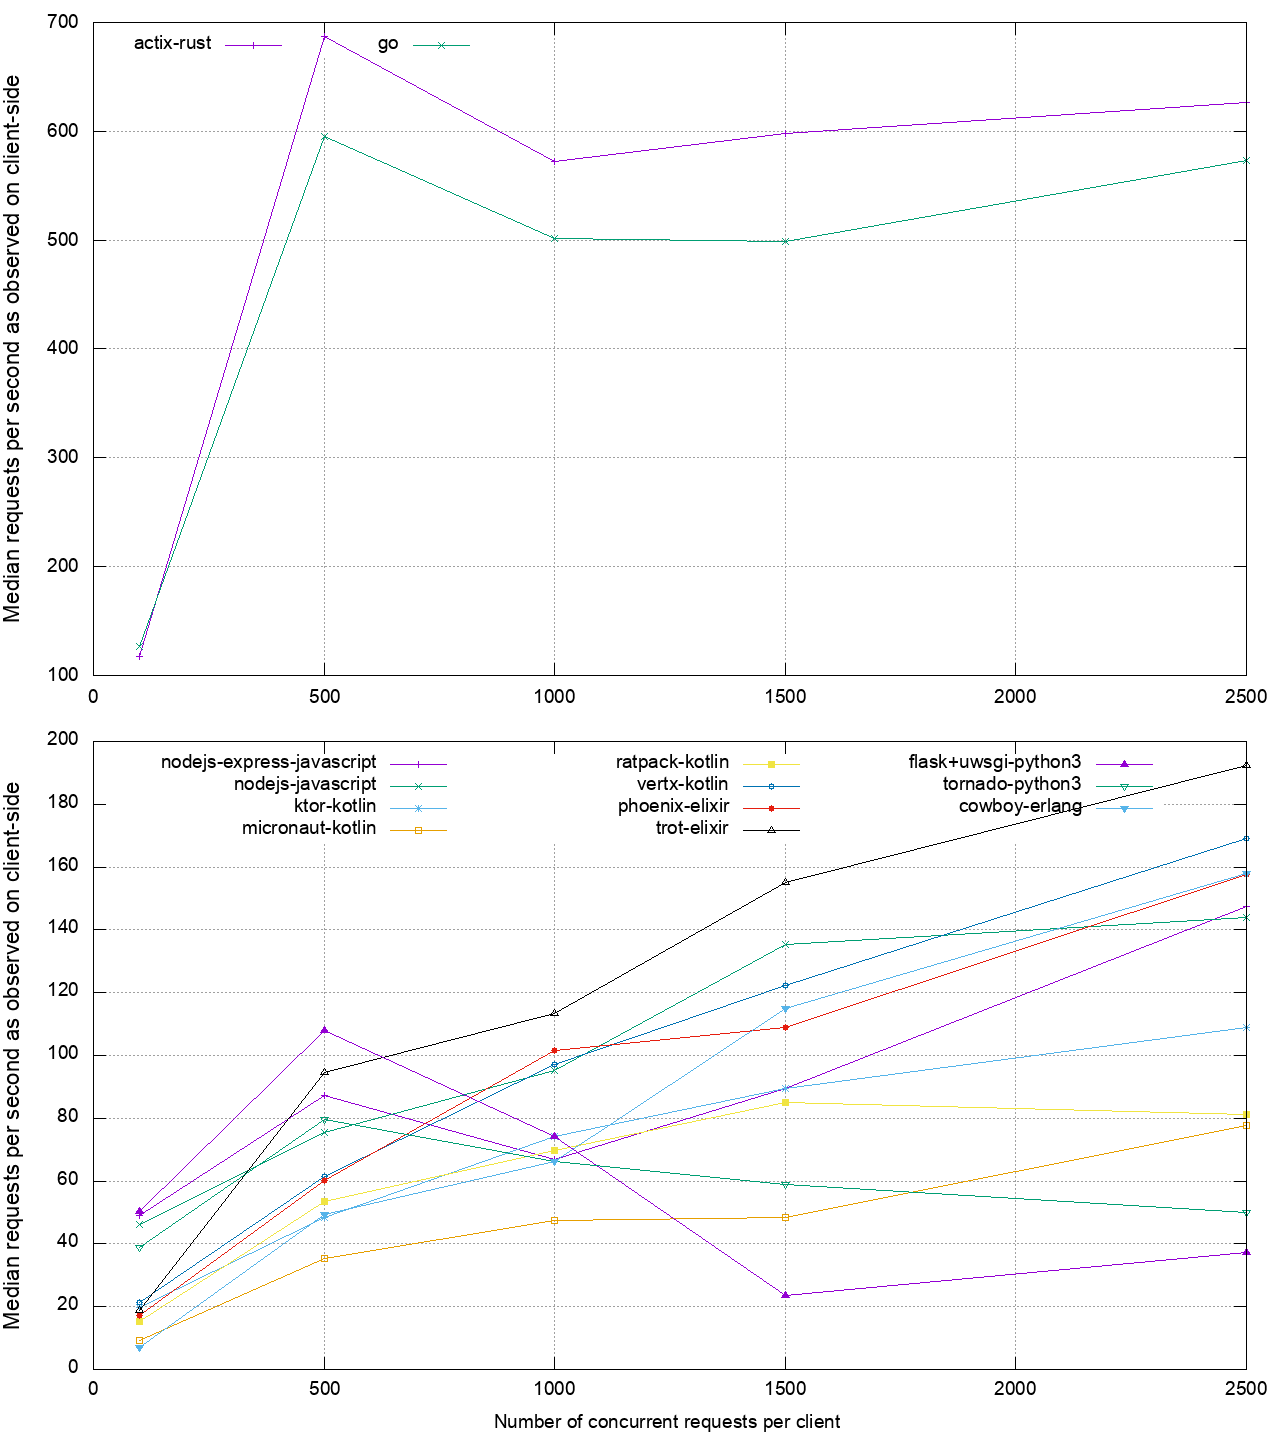 700
600
500
400
300
200
100
Median requests per second as observed on client-side
actix-rust go
0 500 1000 1500 2000 2500
200
180
160
140
120
100
80
60
40
20
0
Median requests per second as observed on client-side
nodejs-express-javascript ratpack-kotlin flask+uwsgi-python3
nodejs-javascript vertx-kotlin tornado-python3
ktor-kotlin phoenix-elixir cowboy-erlang
micronaut-kotlin trot-elixir
0 500 1000 1500 2000 2500
Number of concurrent requests per client